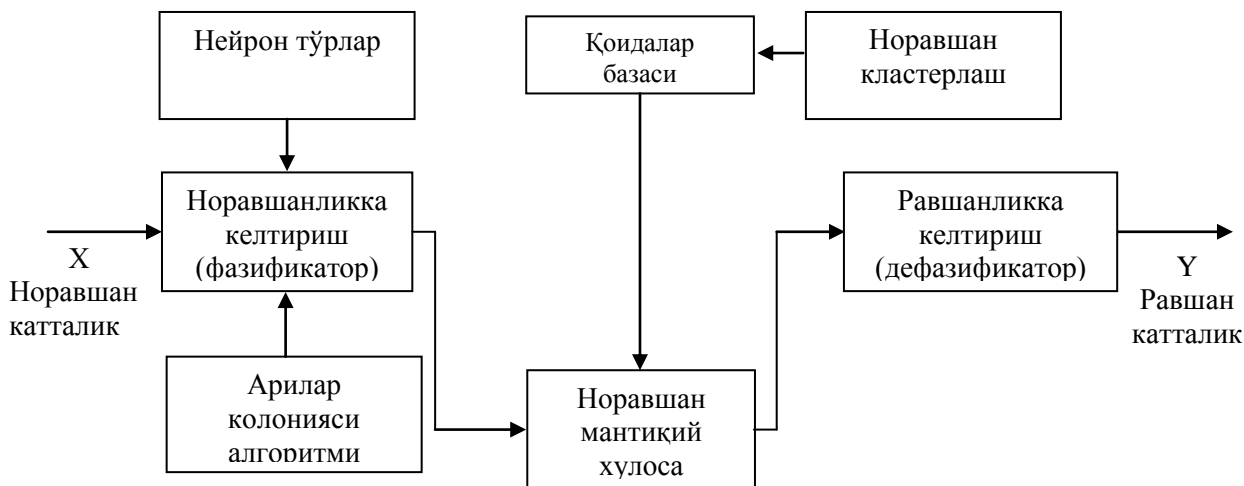 Нейрон тўрлар
Қоидалар
базаси
Норавшан
кластерлаш
Норавшанликка
келтириш
(фазификатор)
Равшанликка
келтириш
(дефазификатор)
X
Норавшан
катталик
Y
Равшан
катталик
Арилар
колонияси
алгоритми
Норавшан
мантиқий
хулоса